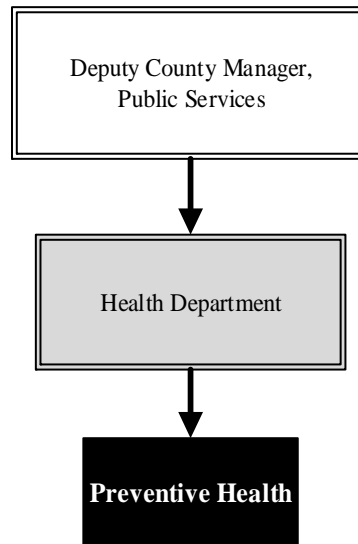 Deputy County Manager,
Public Services
Health Department
Preventive Health